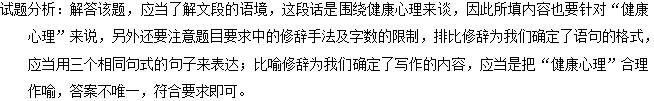 试题分析：解答该题，应当了解文段的语境，这段话是围绕健康心理来谈，因此所填内容也要针对“健康
心理”来说，另外还要注意题目要求中的修辞手法及字数的限制，排比修辞为我们确定了语句的格式，
应当用三个相同句式的句子来表达；比喻修辞为我们确定了写作的内容，应当是把“健康心理”合理
作喻，答案不唯一，符合要求即可。